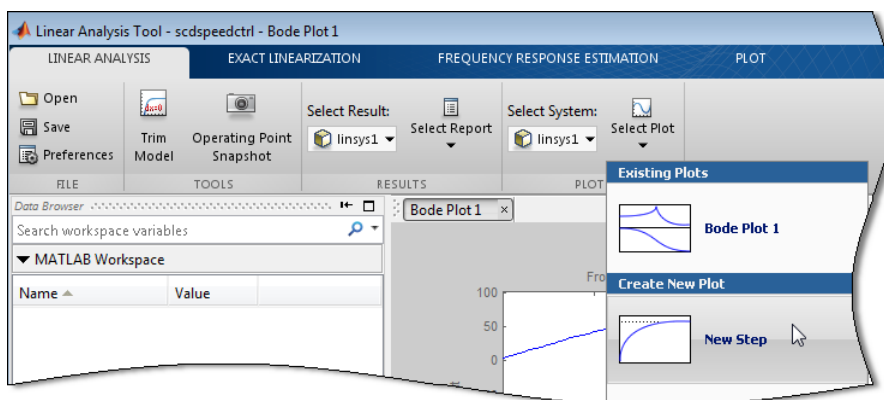 Linear Analysis Tool - scdspeedctrl - Bode Plot 1
LINEAR ANALYSIS EXACT LINEARIZATION FREQUENCY RESPONSE ESTIMATION PLOT
Open
Save
Preferences
FILE
dx=0
Trim
Model
Operating Point
Snapshot
TOOLS
Select Result:
linsys1
Select Report
RESULTS
Select System:
linsys1
Select Plot
PLOT
Existing Plots
Bode Plot 1
Create New Plot
New Step
Data Browser
Search workspace variables
MATLAB Workspace
Name Value
Bode Plot 1
100
50
0